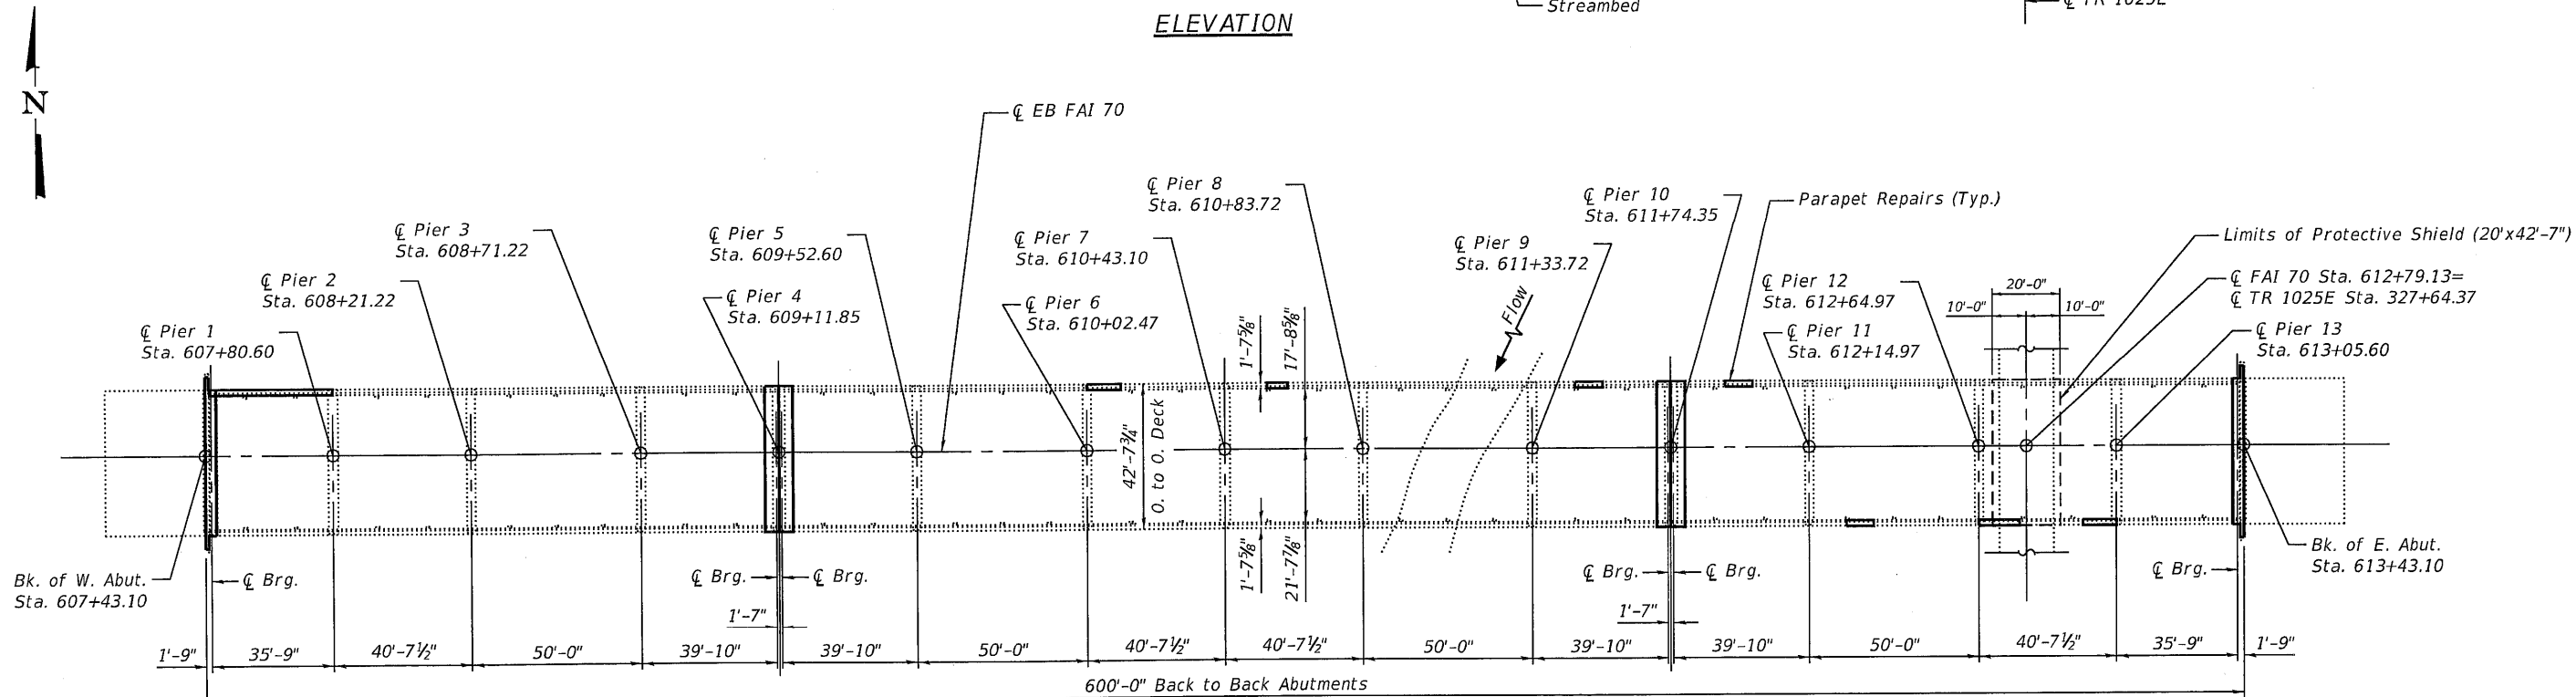 ELEVATION
Streambed
℄ TR 1025E
N
℄ EB FAI 70
℄ Pier 8
Sta. 610+83.72
℄ Pier 10
Sta. 611+74.35
Parapet Repairs (Typ.)
℄ Pier 3
Sta. 608+71.22
℄ Pier 5
Sta. 609+52.60
℄ Pier 7
Sta. 610+43.10
℄ Pier 9
Sta. 611+33.72
Limits of Protective Shield (20'x42'-7")
℄ Pier 2
Sta. 608+21.22
℄ Pier 4
Sta. 609+11.85
℄ Pier 6
Sta. 610+02.47
Flow
℄ Pier 12
Sta. 612+64.97
20'-0"
10'-0"
10'-0"
℄ FAI 70 Sta. 612+79.13=
℄ TR 1025E Sta. 327+64.37
℄ Pier 1
Sta. 607+80.60
1'-7⅝"
17'-8⅝"
℄ Pier 11
Sta. 612+14.97
℄ Pier 13
Sta. 613+05.60
42'-7¾"
O. to O. Deck
1'-7⅝"
21'-7⅞"
Bk. of W. Abut.
Sta. 607+43.10
℄ Brg.
℄ Brg.
℄ Brg.
℄ Brg.
℄ Brg.
℄ Brg.
Bk. of E. Abut.
Sta. 613+43.10
1'-7"
1'-7"
1'-9"
35'-9"
40'-7½"
50'-0"
39'-10"
39'-10"
50'-0"
40'-7½"
40'-7½"
50'-0"
39'-10"
39'-10"
50'-0"
40'-7½"
35'-9"
1'-9"
600'-0" Back to Back Abutments